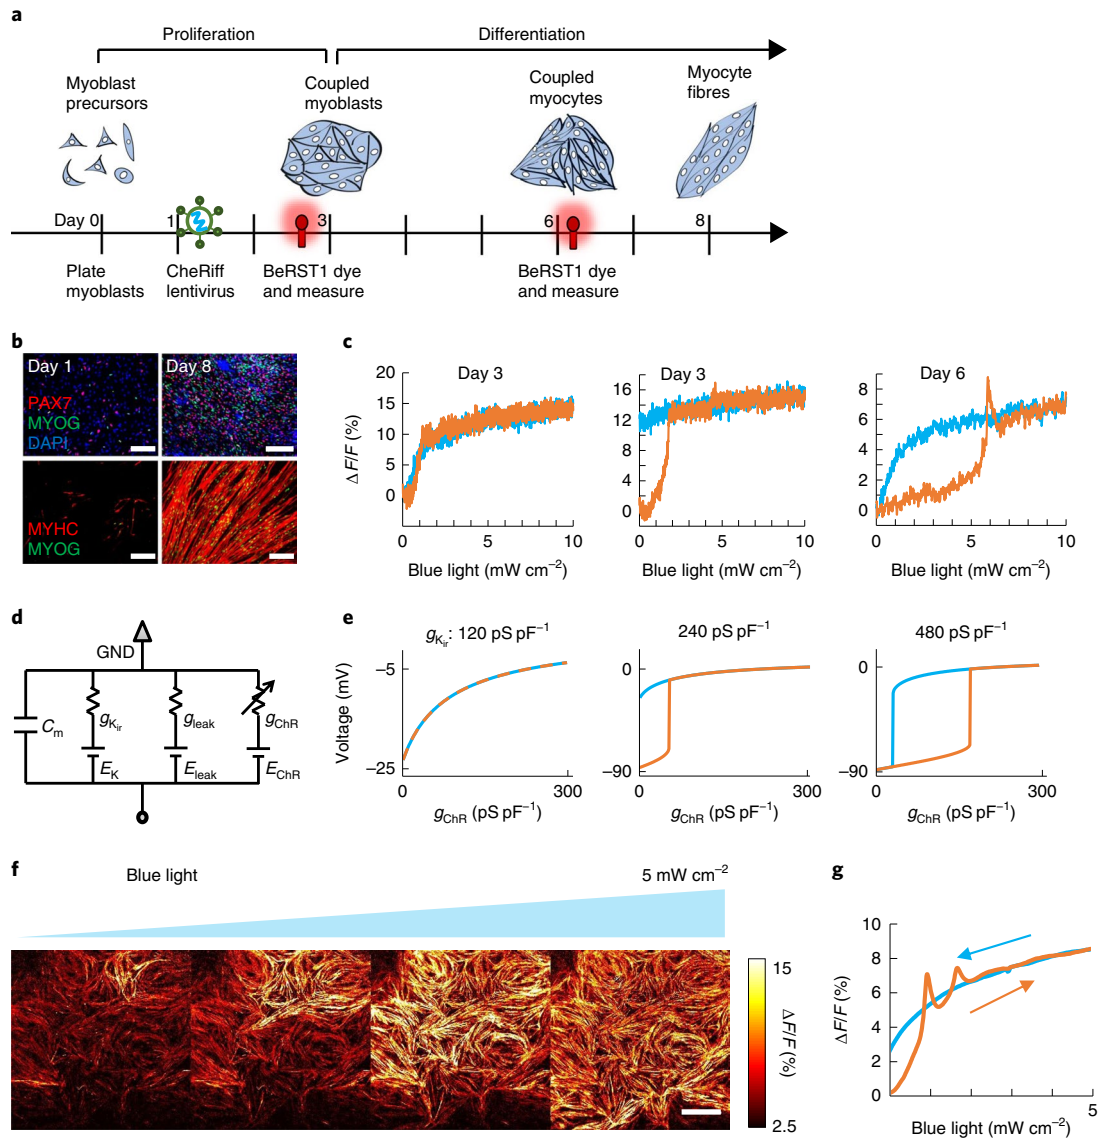 a
Proliferation
Differentiation
Myoblast
precursors
Coupled
myoblasts
Coupled
myocytes
Myocyte
fibres
Day 0
1
3
6
8
Plate
myoblasts
CheRiff
lentivirus
BeRST1 dye
and measure
BeRST1 dye
and measure
b
Day 1
Day 8
PAX7
MYOG
DAPI
MYHC
MYOG
c
Day 3
20
15
10
5
0
ΔF/F (%)
0 5 10
Blue light (mW cm⁻²)
Day 3
16
12
8
4
0
0 5 10
Blue light (mW cm⁻²)
Day 6
8
6
4
2
0
0 5 10
Blue light (mW cm⁻²)
d
GND
Cm
gKir
gleak
gChR
EK
Eleak
EChR
e
gKir: 120 pS pF⁻¹
–5
–25
Voltage (mV)
0 300
gChR (pS pF⁻¹)
240 pS pF⁻¹
0
–90
0 300
gChR (pS pF⁻¹)
480 pS pF⁻¹
0
–90
0 300
gChR (pS pF⁻¹)
f
Blue light
5 mW cm⁻²
15
ΔF/F (%)
2.5
g
10
8
6
4
2
0
ΔF/F (%)
5
Blue light (mW cm⁻²)